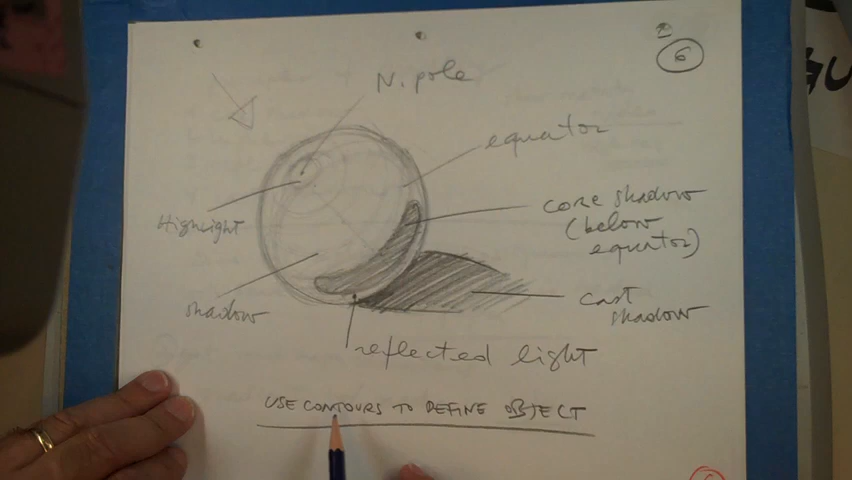 6
N. pole
equator
Highlight
core shadow
(below
equator)
shadow
cast
shadow
reflected light
USE CONTOURS TO DEFINE OBJECT